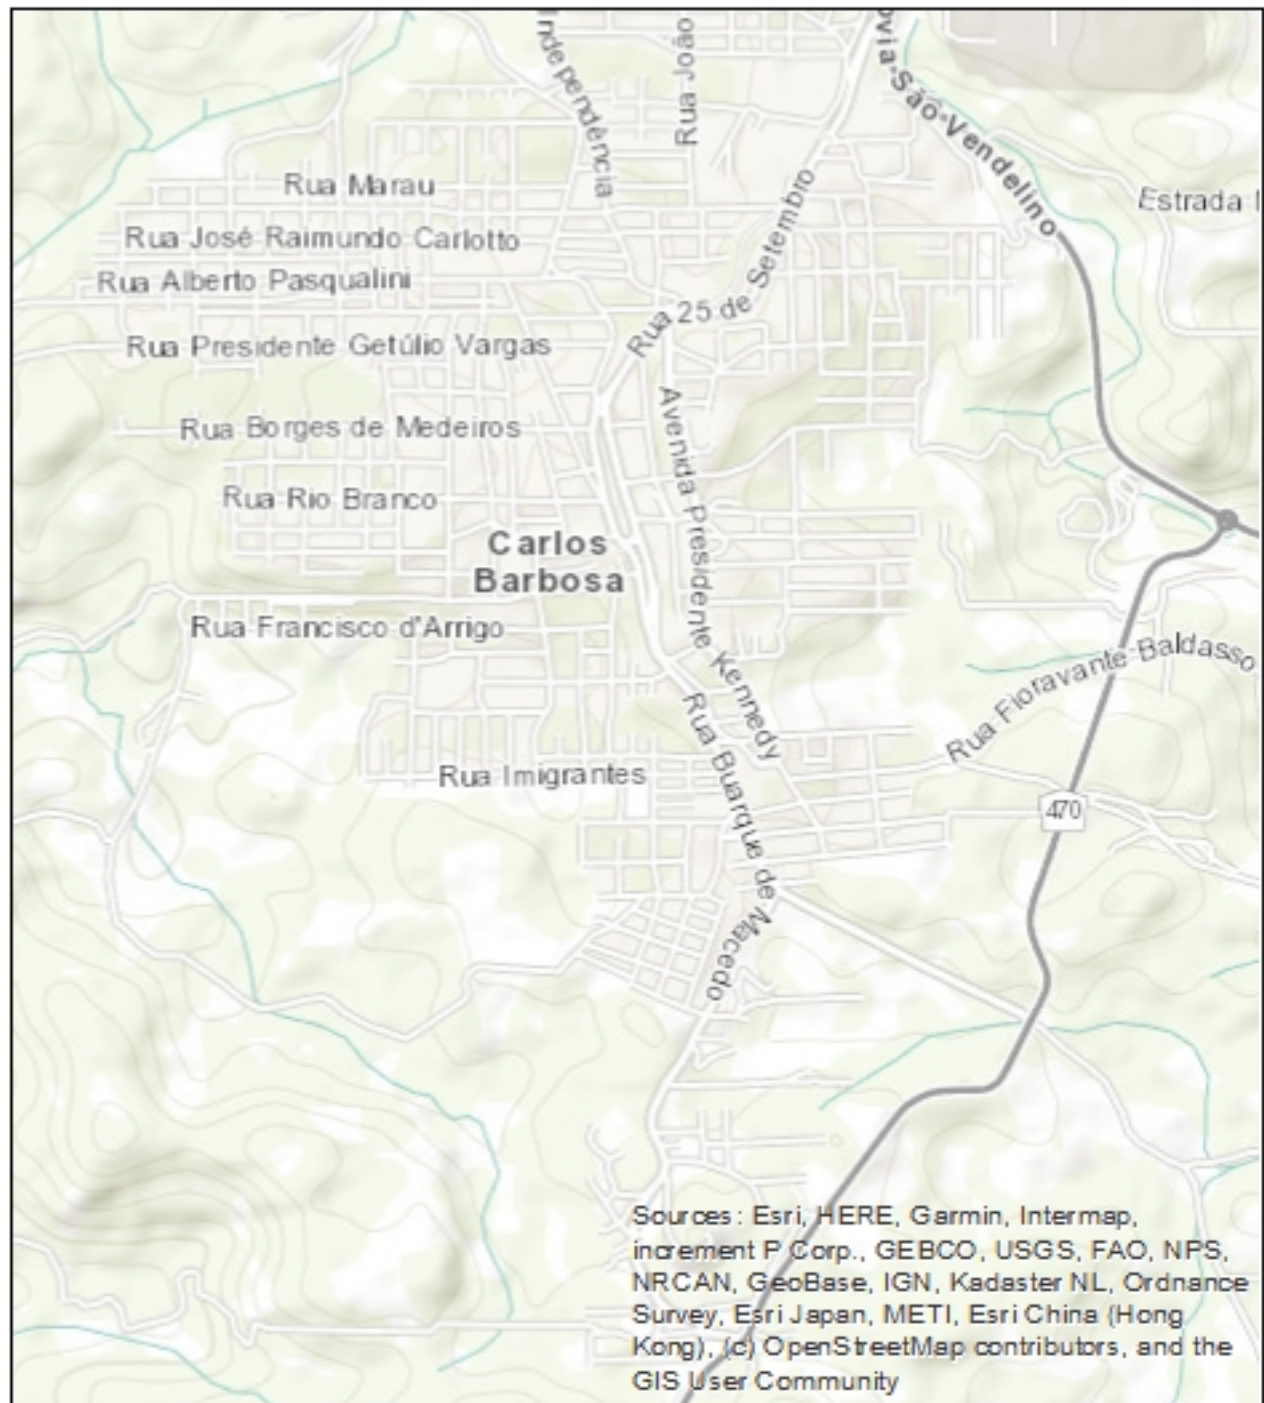 Independência
Rua João
ovia São Vendelino
Rua Marau
Estrada
Rua José Raimundo Carlotto
Rua 25 de Setembro
Rua Alberto Pasqualini
Rua Presidente Getúlio Vargas
Avenida Presidente Kennedy
Rua Borges de Medeiros
Rua Rio Branco
Carlos
Barbosa
Rua Francisco d'Arrigo
Rua Fioravante Baldasso
Rua Buarque de Macedo
Rua Imigrantes
470
Sources: Esri, HERE, Garmin, Intermap,
increment P Corp., GEBCO, USGS, FAO, NPS,
NRCAN, GeoBase, IGN, Kadaster NL, Ordnance
Survey, Esri Japan, METI, Esri China (Hong
Kong), (c) OpenStreetMap contributors, and the
GIS User Community